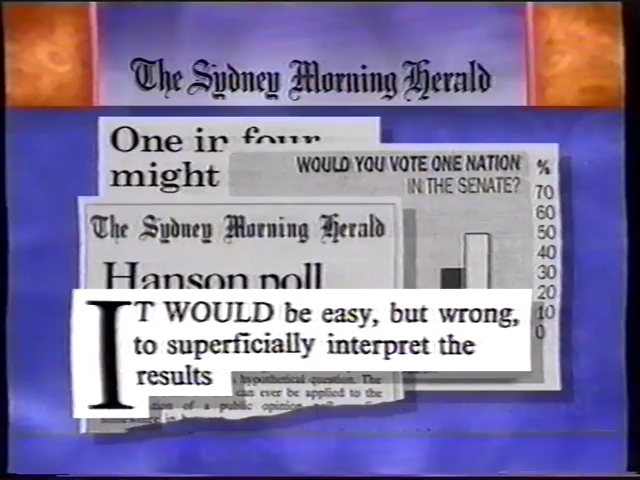 The Sydney Morning Herald
One in four
might
WOULD YOU VOTE ONE NATION
IN THE SENATE?
%
70
60
50
40
30
20
10
0
The Sydney Morning Herald
Hanson poll
IT WOULD be easy, but wrong,
to superficially interpret the
results
hypothetical question. The
can ever be applied to the
of a public opinion